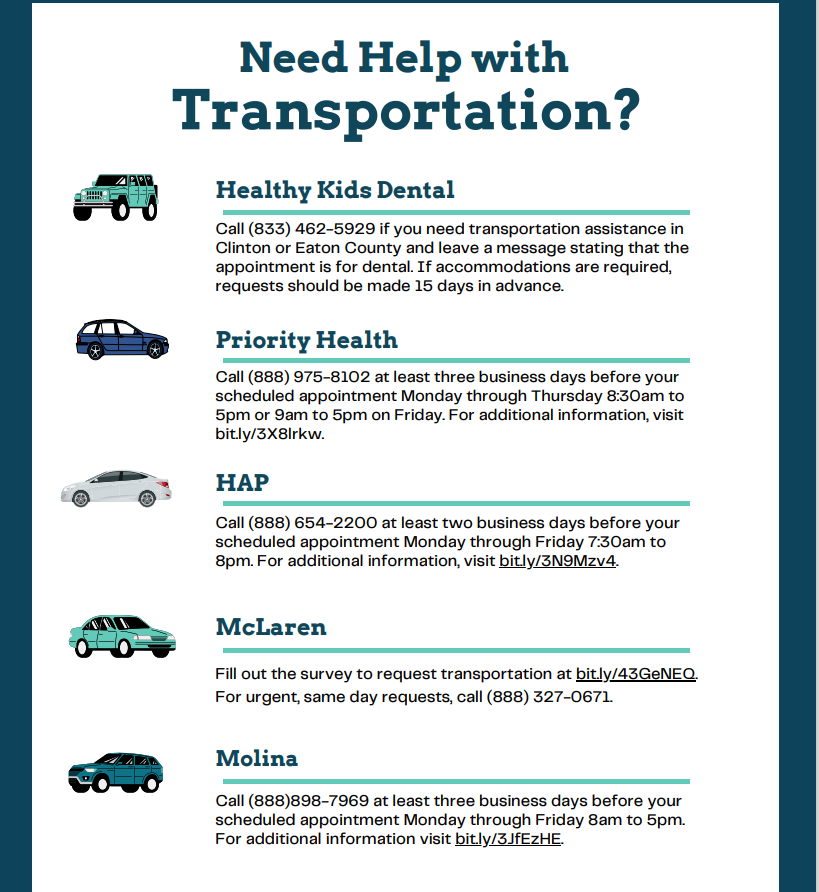 Need Help with
Transportation?
Healthy Kids Dental
Call (833) 462-5929 if you need transportation assistance in
Clinton or Eaton County and leave a message stating that the
appointment is for dental. If accommodations are required,
requests should be made 15 days in advance.
Priority Health
Call (888) 975-8102 at least three business days before your
scheduled appointment Monday through Thursday 8:30am to
5pm or 9am to 5pm on Friday. For additional information, visit
bit.ly/3X8lrkw.
HAP
Call (888) 654-2200 at least two business days before your
scheduled appointment Monday through Friday 7:30am to
8pm. For additional information, visit bit.ly/3N9Mzv4.
McLaren
Fill out the survey to request transportation at bit.ly/43GeNEQ.
For urgent, same day requests, call (888) 327-0671.
Molina
Call (888)898-7969 at least three business days before your
scheduled appointment Monday through Friday 8am to 5pm.
For additional information visit bit.ly/3JfEzHE.